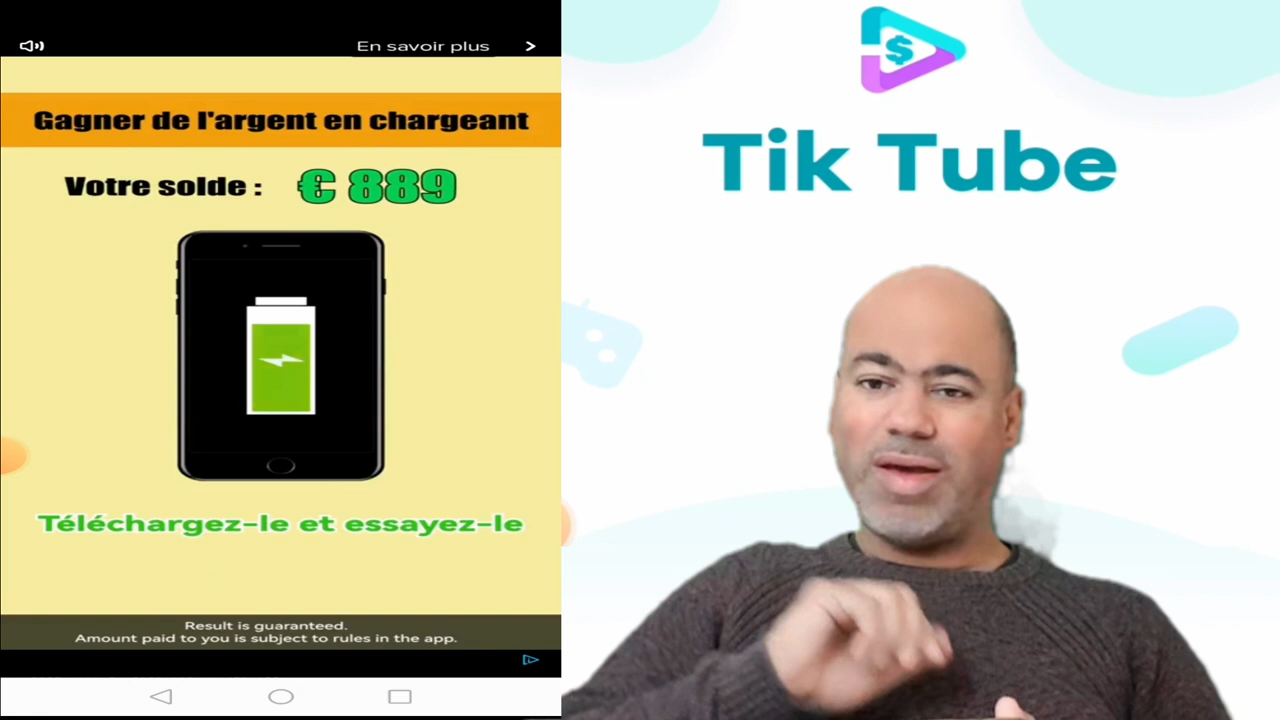 En savoir plus >
Gagner de l'argent en chargeant
Votre solde : € 889
Téléchargez-le et essayez-le
Result is guaranteed.
Amount paid to you is subject to rules in the app.
$
Tik Tube